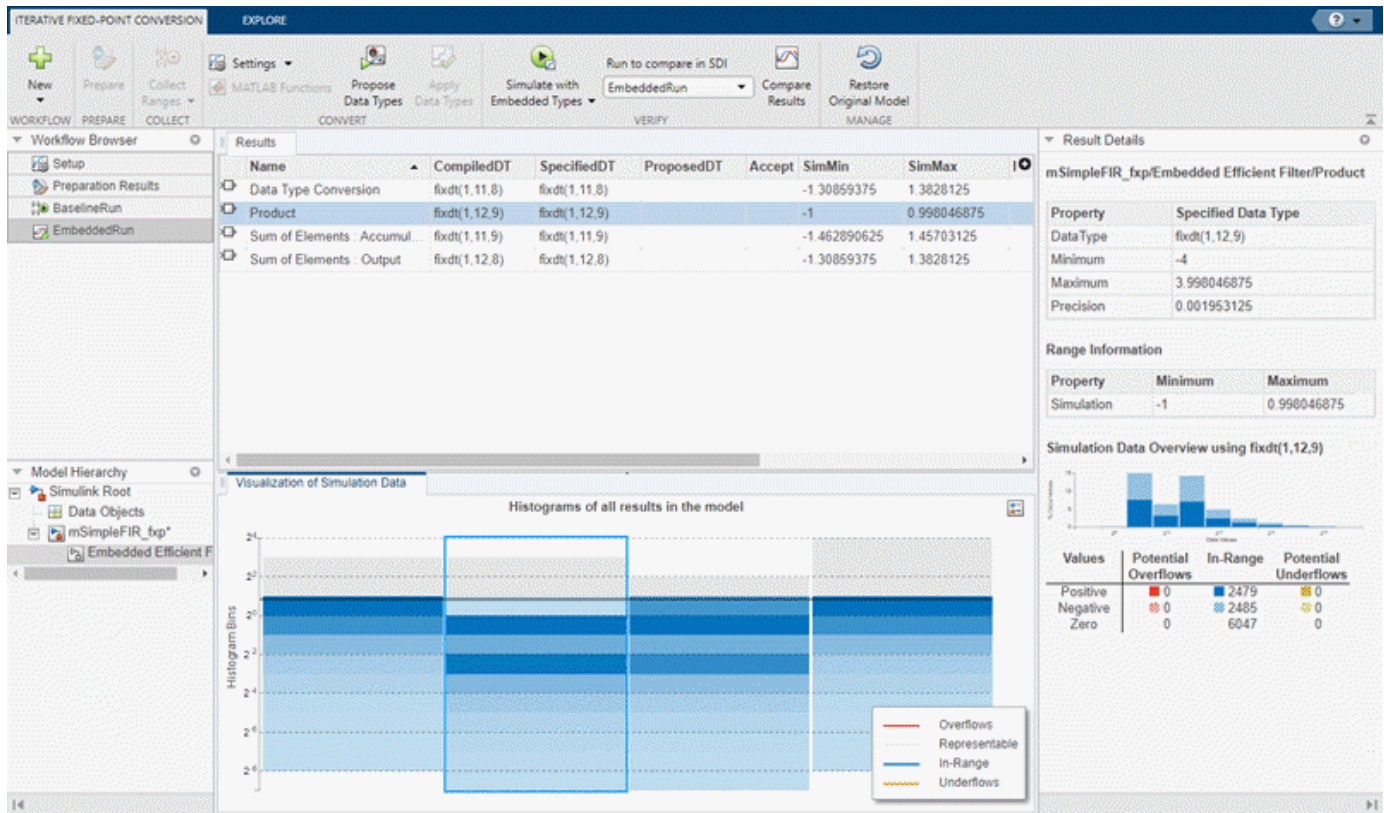 ITERATIVE FIXED-POINT CONVERSION EXPLORE
New Prepare Collect Ranges
Settings
MATLAB Functions
Propose Data Types
Apply Data Types
Simulate with Embedded Types
Run to compare in SDI
EmbeddedRun
Compare Results
Restore Original Model
WORKFLOW PREPARE COLLECT CONVERT VERIFY MANAGE
Workflow Browser
Setup
Preparation Results
BaselineRun
EmbeddedRun
Results
Name CompiledDT SpecifiedDT ProposedDT Accept SimMin SimMax
Data Type Conversion fixdt(1,11,8) fixdt(1,11,8) -1.30859375 1.3828125
Product fixdt(1,12,9) fixdt(1,12,9) -1 0.998046875
Sum of Elements : Accumul... fixdt(1,11,9) fixdt(1,11,9) -1.462890625 1.45703125
Sum of Elements : Output fixdt(1,12,8) fixdt(1,12,8) -1.30859375 1.3828125
Model Hierarchy
Simulink Root
Data Objects
mSimpleFIR_fxp*
Embedded Efficient F
Visualization of Simulation Data
Histograms of all results in the model
Histogram Bins
Overflows
Representable
In-Range
Underflows
Result Details
mSimpleFIR_fxp/Embedded Efficient Filter/Product
Property Specified Data Type
DataType fixdt(1,12,9)
Minimum -4
Maximum 3.998046875
Precision 0.001953125
Range Information
Property Minimum Maximum
Simulation -1 0.998046875
Simulation Data Overview using fixdt(1,12,9)
Values Potential Overflows In-Range Potential Underflows
Positive 0 2479 0
Negative 0 2485 0
Zero 0 6047 0